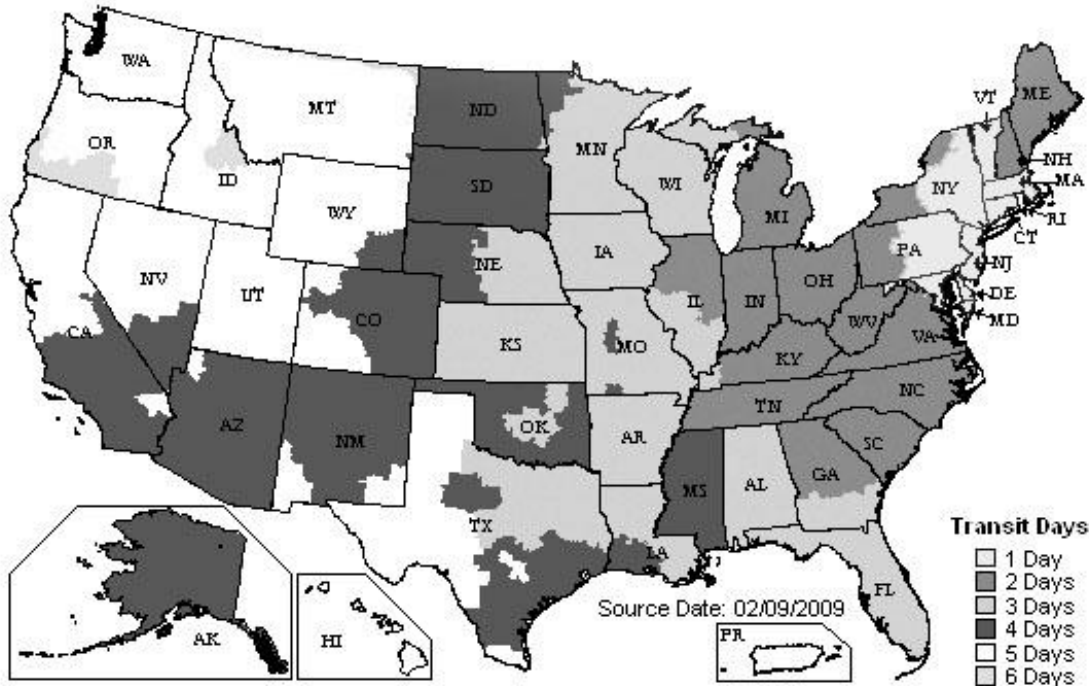 WA
MT
ND
ME
VT
OR
MN
ID
NH
SD
WI
NY
MA
WY
MI
RI
CT
PA
NE
IA
NJ
NV
OH
UT
IL
IN
DE
CA
CO
WV
MD
KS
MO
VA
KY
NC
TN
OK
AZ
NM
AR
SC
MS
AL
GA
TX
LA
FL
AK
HI
PR
Source Date: 02/09/2009
Transit Days
1 Day
2 Days
3 Days
4 Days
5 Days
6 Days